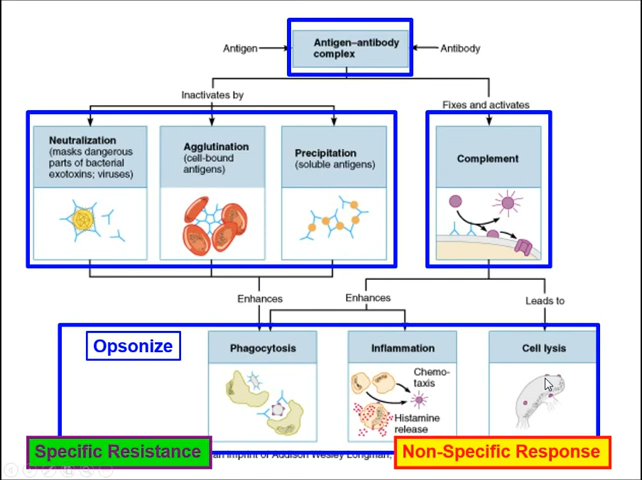 Antigen
Antigen–antibody
complex
Antibody
Inactivates by
Fixes and activates
Neutralization
(masks dangerous
parts of bacterial
exotoxins; viruses)
Agglutination
(cell-bound
antigens)
Precipitation
(soluble antigens)
Complement
Enhances
Enhances
Leads to
Opsonize
Phagocytosis
Inflammation
Cell lysis
Chemo-
taxis
Histamine
release
Specific Resistance
an imprint of Addison Wesley Longman,
Non-Specific Response